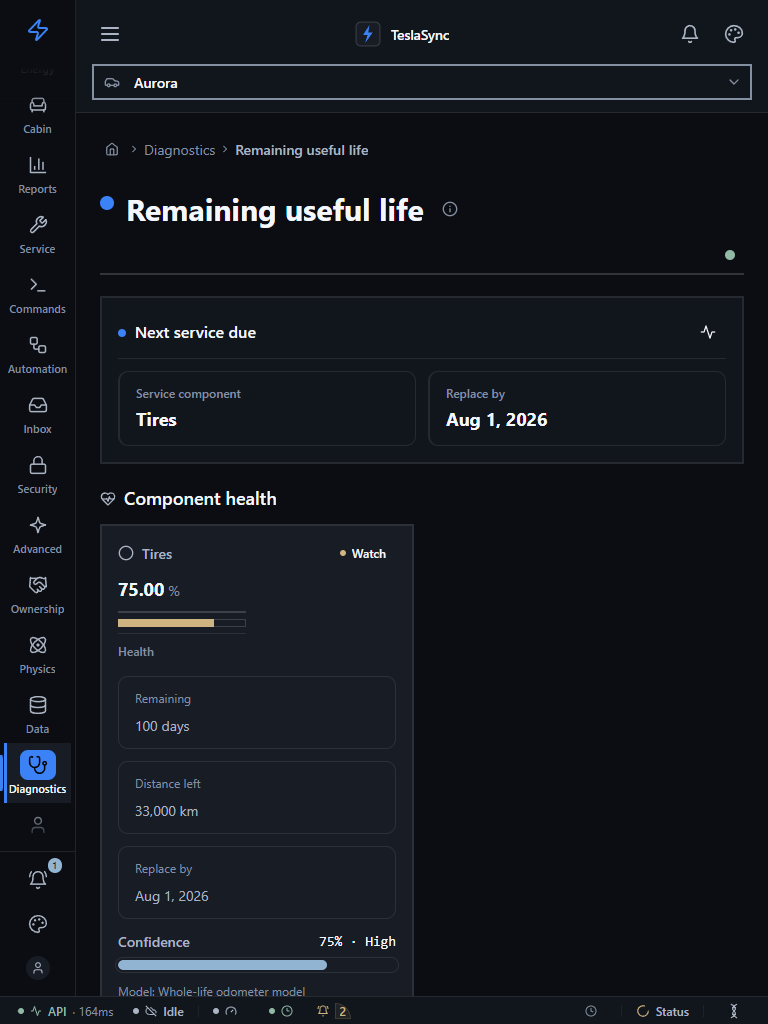 TeslaSync
Aurora
Energy
Cabin
Reports
Service
Commands
Automation
Inbox
Security
Advanced
Ownership
Physics
Data
Diagnostics
1
Diagnostics > Remaining useful life
Remaining useful life
Next service due
Service component
Tires
Replace by
Aug 1, 2026
Component health
Tires
Watch
75.00 %
Health
Remaining
100 days
Distance left
33,000 km
Replace by
Aug 1, 2026
Confidence
75% · High
Model: Whole-life odometer model
API · 164ms
Idle
2
Status